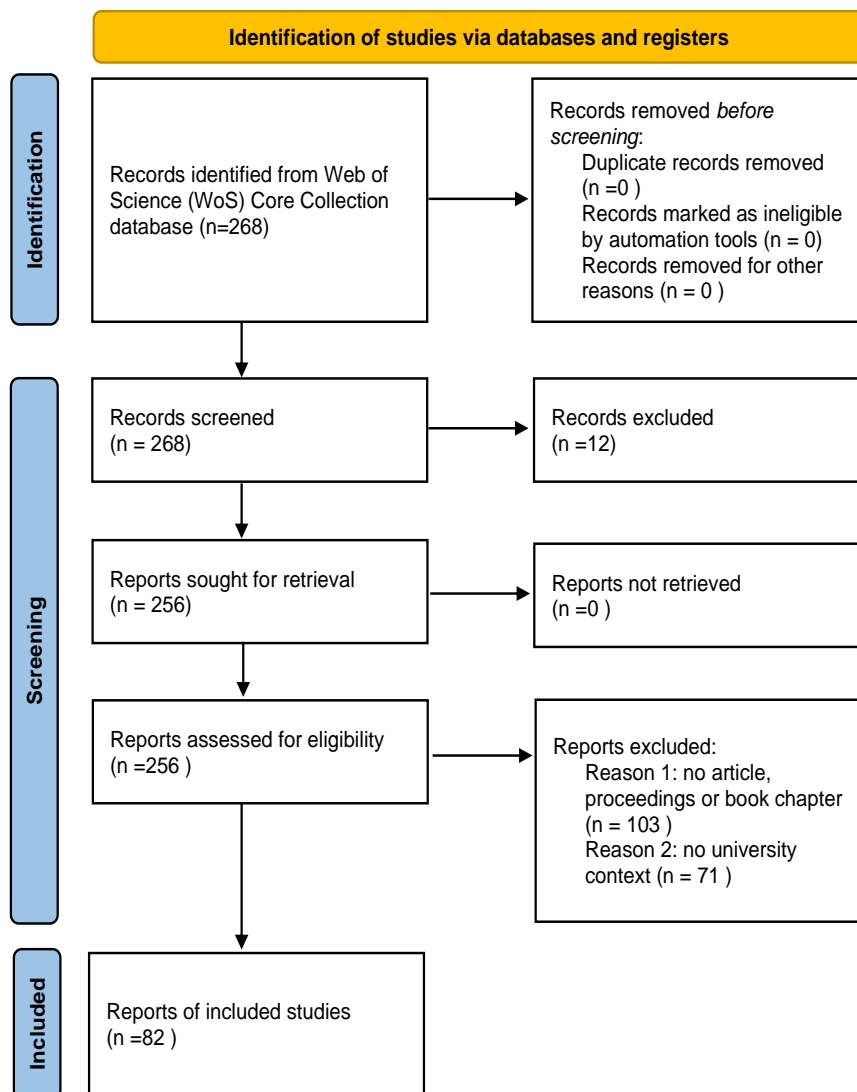 Identification of studies via databases and registers
Identification
Records identified from Web of
Science (WoS) Core Collection
database (n=268)
Records removed before
screening:
Duplicate records removed
(n =0 )
Records marked as ineligible
by automation tools (n = 0)
Records removed for other
reasons (n = 0 )
Screening
Records screened
(n = 268)
Records excluded
(n =12)
Reports sought for retrieval
(n = 256)
Reports not retrieved
(n =0 )
Reports assessed for eligibility
(n =256 )
Reports excluded:
Reason 1: no article,
proceedings or book chapter
(n = 103 )
Reason 2: no university
context (n = 71 )
Included
Reports of included studies
(n =82 )